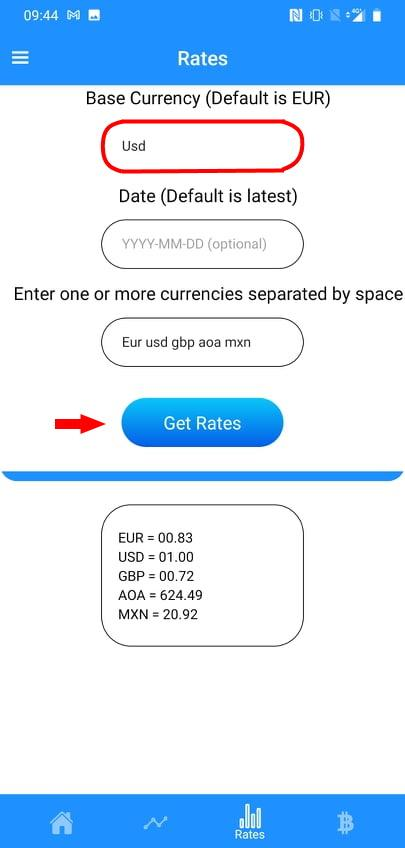 09:44
Rates
Base Currency (Default is EUR)
Usd
Date (Default is latest)
YYYY-MM-DD (optional)
Enter one or more currencies separated by space
Eur usd gbp aoa mxn
Get Rates
EUR = 00.83
USD = 01.00
GBP = 00.72
AOA = 624.49
MXN = 20.92
Rates